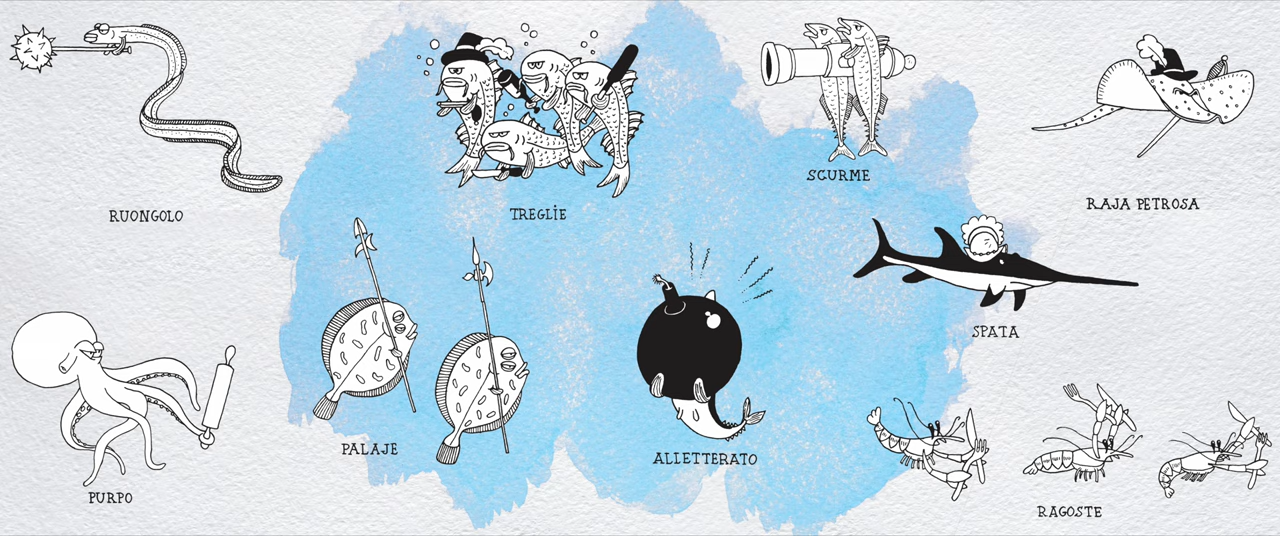 RUONGOLO
TREGLIE
SCURME
RAJA PETROSA
SPATA
PURPO
PALAJE
ALLETTERATO
RAGOSTE